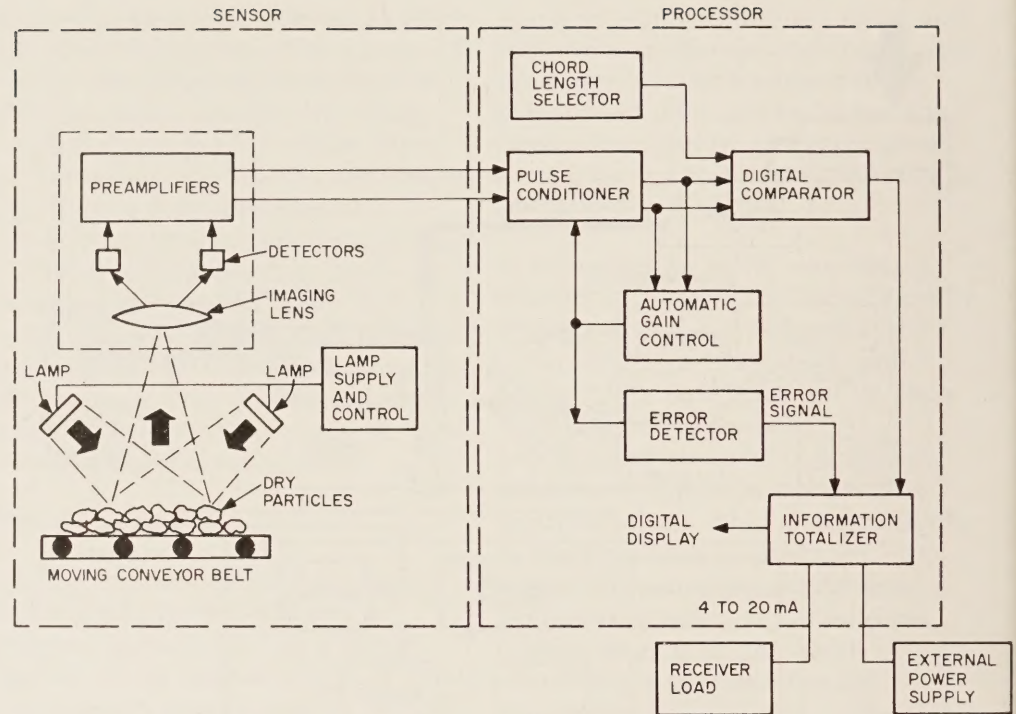 SENSOR
PROCESSOR
CHORD
LENGTH
SELECTOR
PREAMPLIFIERS
PULSE
CONDITIONER
DIGITAL
COMPARATOR
DETECTORS
IMAGING
LENS
AUTOMATIC
GAIN
CONTROL
LAMP
LAMP
LAMP
SUPPLY
AND
CONTROL
ERROR
DETECTOR
ERROR
SIGNAL
DRY
PARTICLES
MOVING CONVEYOR BELT
DIGITAL
DISPLAY
INFORMATION
TOTALIZER
4 TO 20 mA
RECEIVER
LOAD
EXTERNAL
POWER
SUPPLY